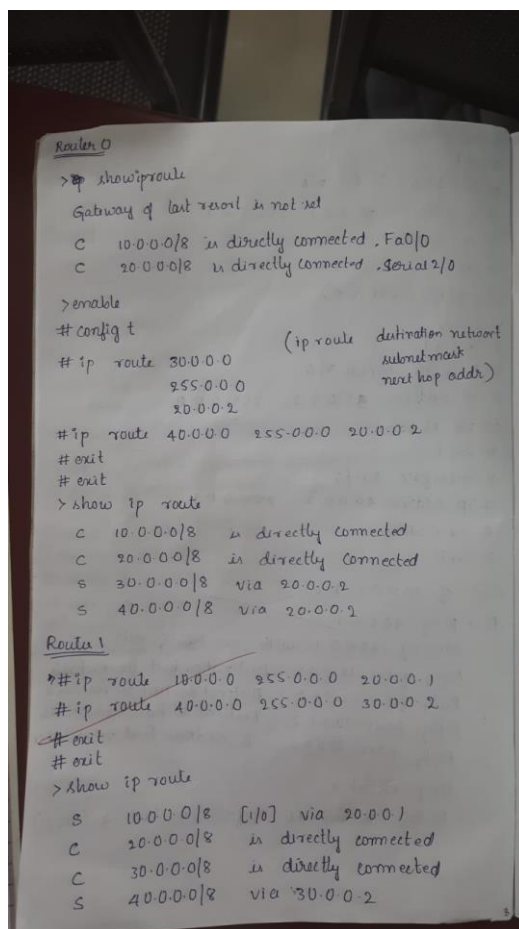 Router 0
> show ip route
Gateway of last resort is not set
C 10.0.0.0/8 is directly connected, Fa0/0
C 20.0.0.0/8 is directly connected, Serial 2/0
> enable
# config t
# ip route 30.0.0.0 (ip route destination network
255.0.0.0 subnet mask
20.0.0.2 next hop addr)
# ip route 40.0.0.0 255.0.0.0 20.0.0.2
# exit
# exit
> show ip route
C 10.0.0.0/8 is directly connected
C 20.0.0.0/8 is directly connected
S 30.0.0.0/8 via 20.0.0.2
S 40.0.0.0/8 via 20.0.0.2
Router 1
# ip route 10.0.0.0 255.0.0.0 20.0.0.1
# ip route 40.0.0.0 255.0.0.0 30.0.0.2
# exit
# exit
> show ip route
S 10.0.0.0/8 [1/0] via 20.0.0.1
C 20.0.0.0/8 is directly connected
C 30.0.0.0/8 is directly connected
S 40.0.0.0/8 via 30.0.0.2
3